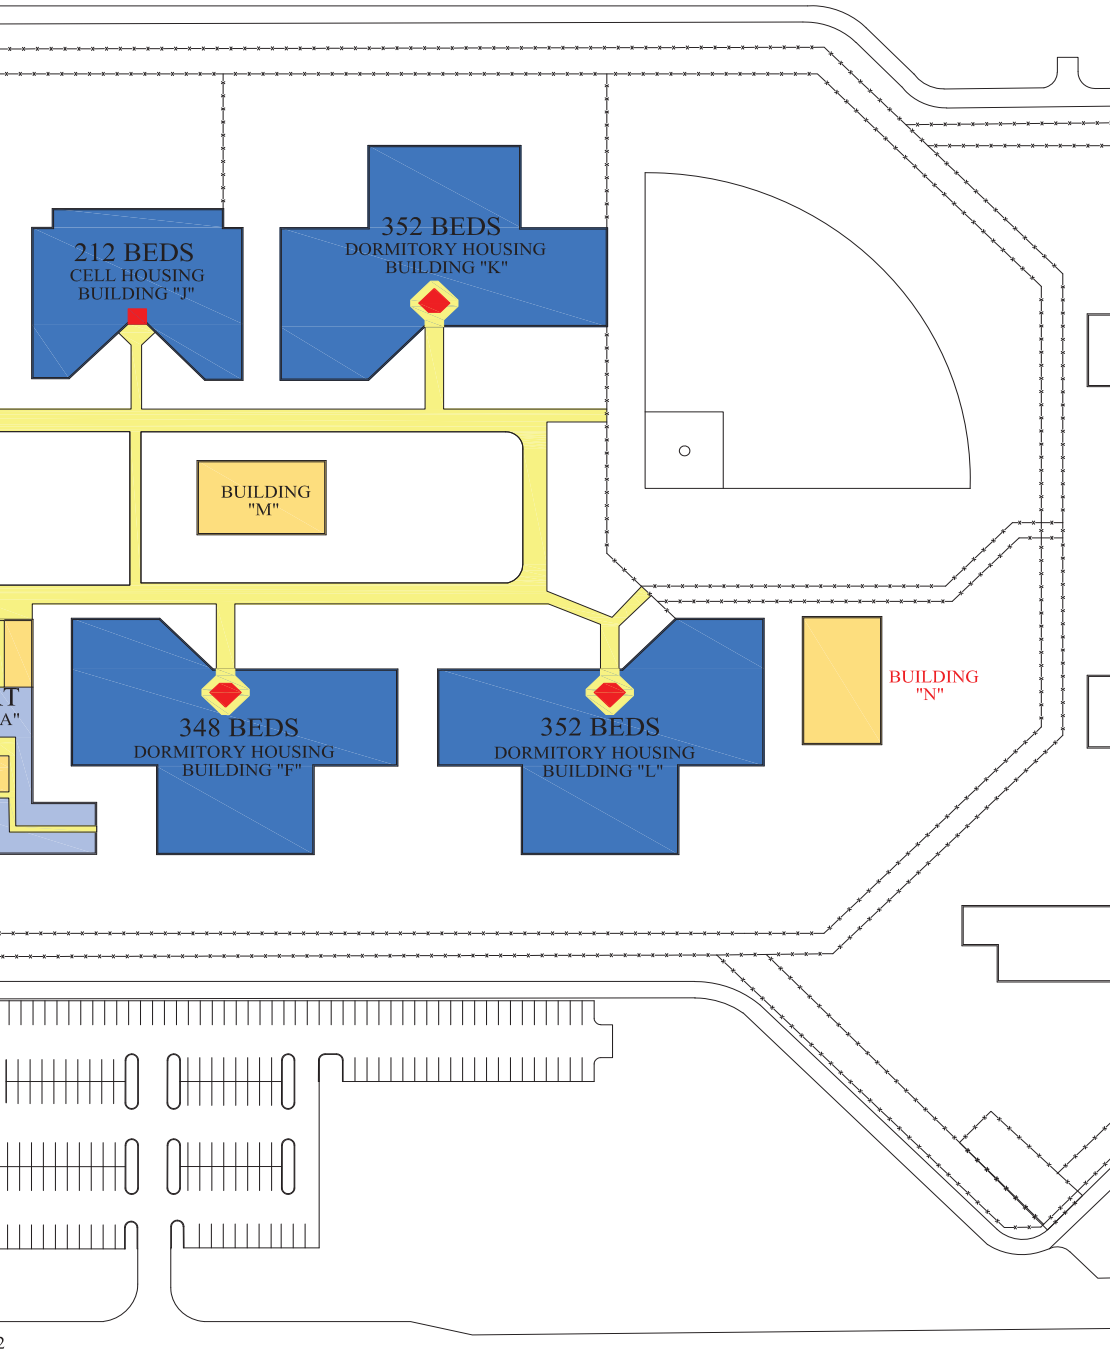 352 BEDS
DORMITORY HOUSING
BUILDING "K"
212 BEDS
CELL HOUSING
BUILDING "J"
BUILDING
"M"
BUILDING
"N"
T
A"
348 BEDS
DORMITORY HOUSING
BUILDING "F"
352 BEDS
DORMITORY HOUSING
BUILDING "L"
2